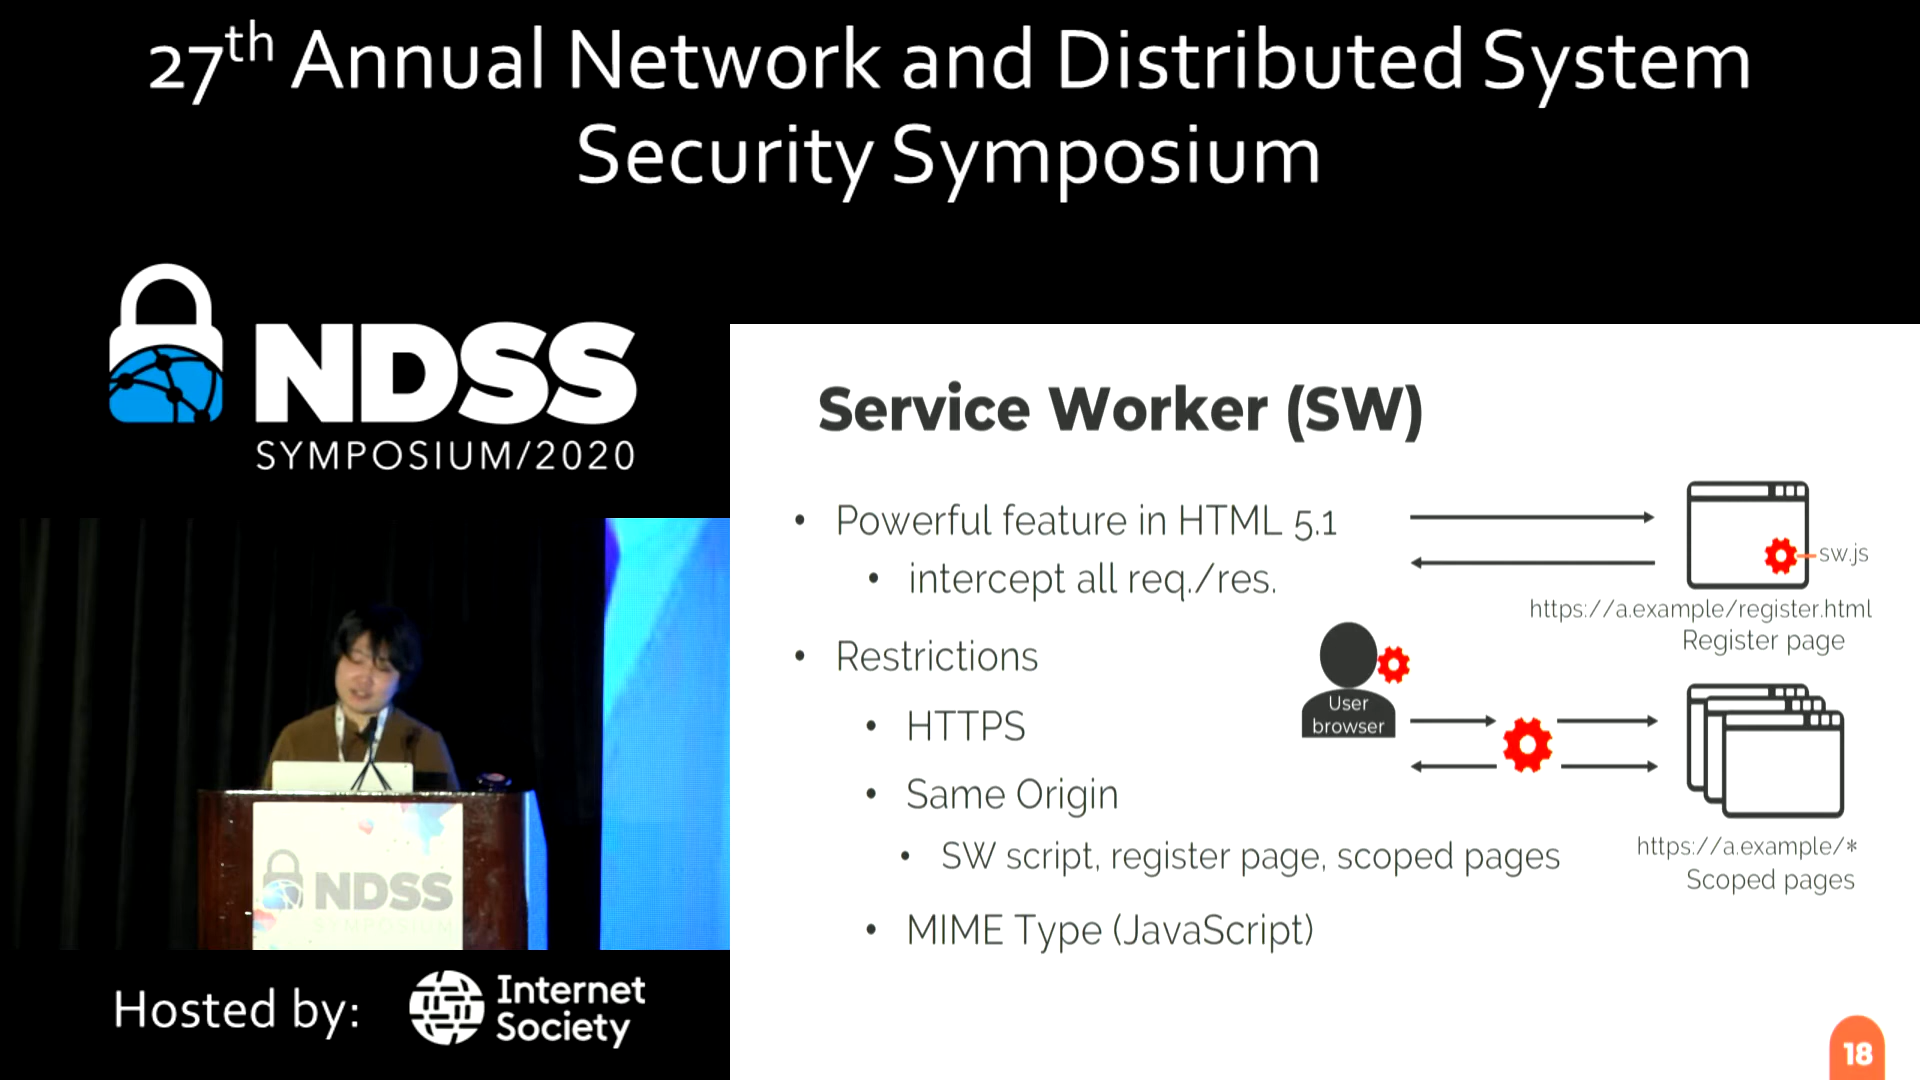 27th Annual Network and Distributed System
Security Symposium
NDSS
SYMPOSIUM/2020
Service Worker (SW)
• Powerful feature in HTML 5.1
• intercept all req./res.
• Restrictions
• HTTPS
• Same Origin
• SW script, register page, scoped pages
• MIME Type (JavaScript)
sw.js
https://a.example/register.html
Register page
User
browser
https://a.example/*
Scoped pages
18
NDSS
SYMPOSIUM
Hosted by:
Internet
Society